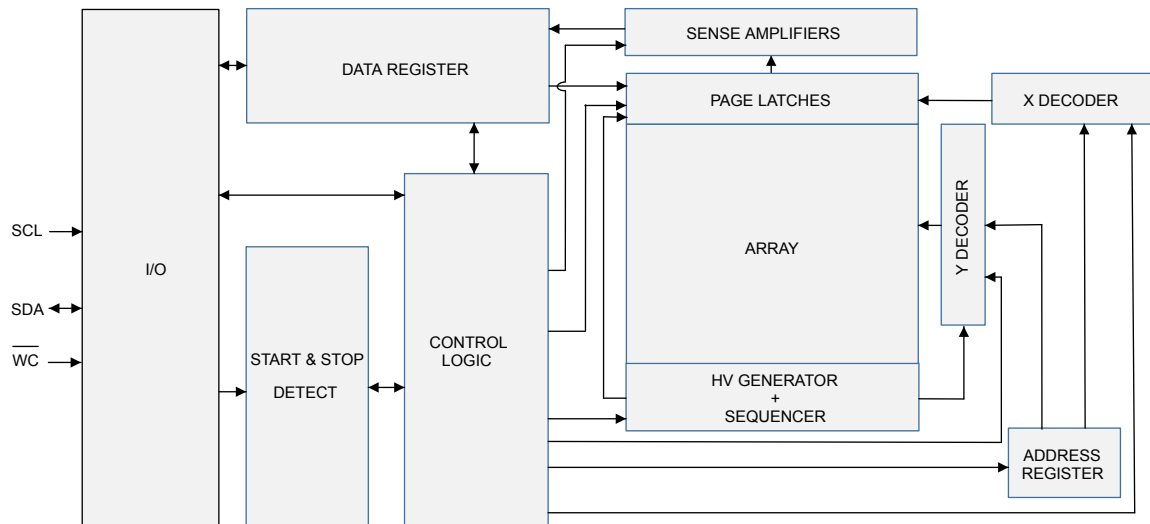 SENSE AMPLIFIERS
DATA REGISTER
PAGE LATCHES
X DECODER
SCL
I/O
SDA
WC
START & STOP
DETECT
CONTROL
LOGIC
ARRAY
Y DECODER
HV GENERATOR
+
SEQUENCER
ADDRESS
REGISTER